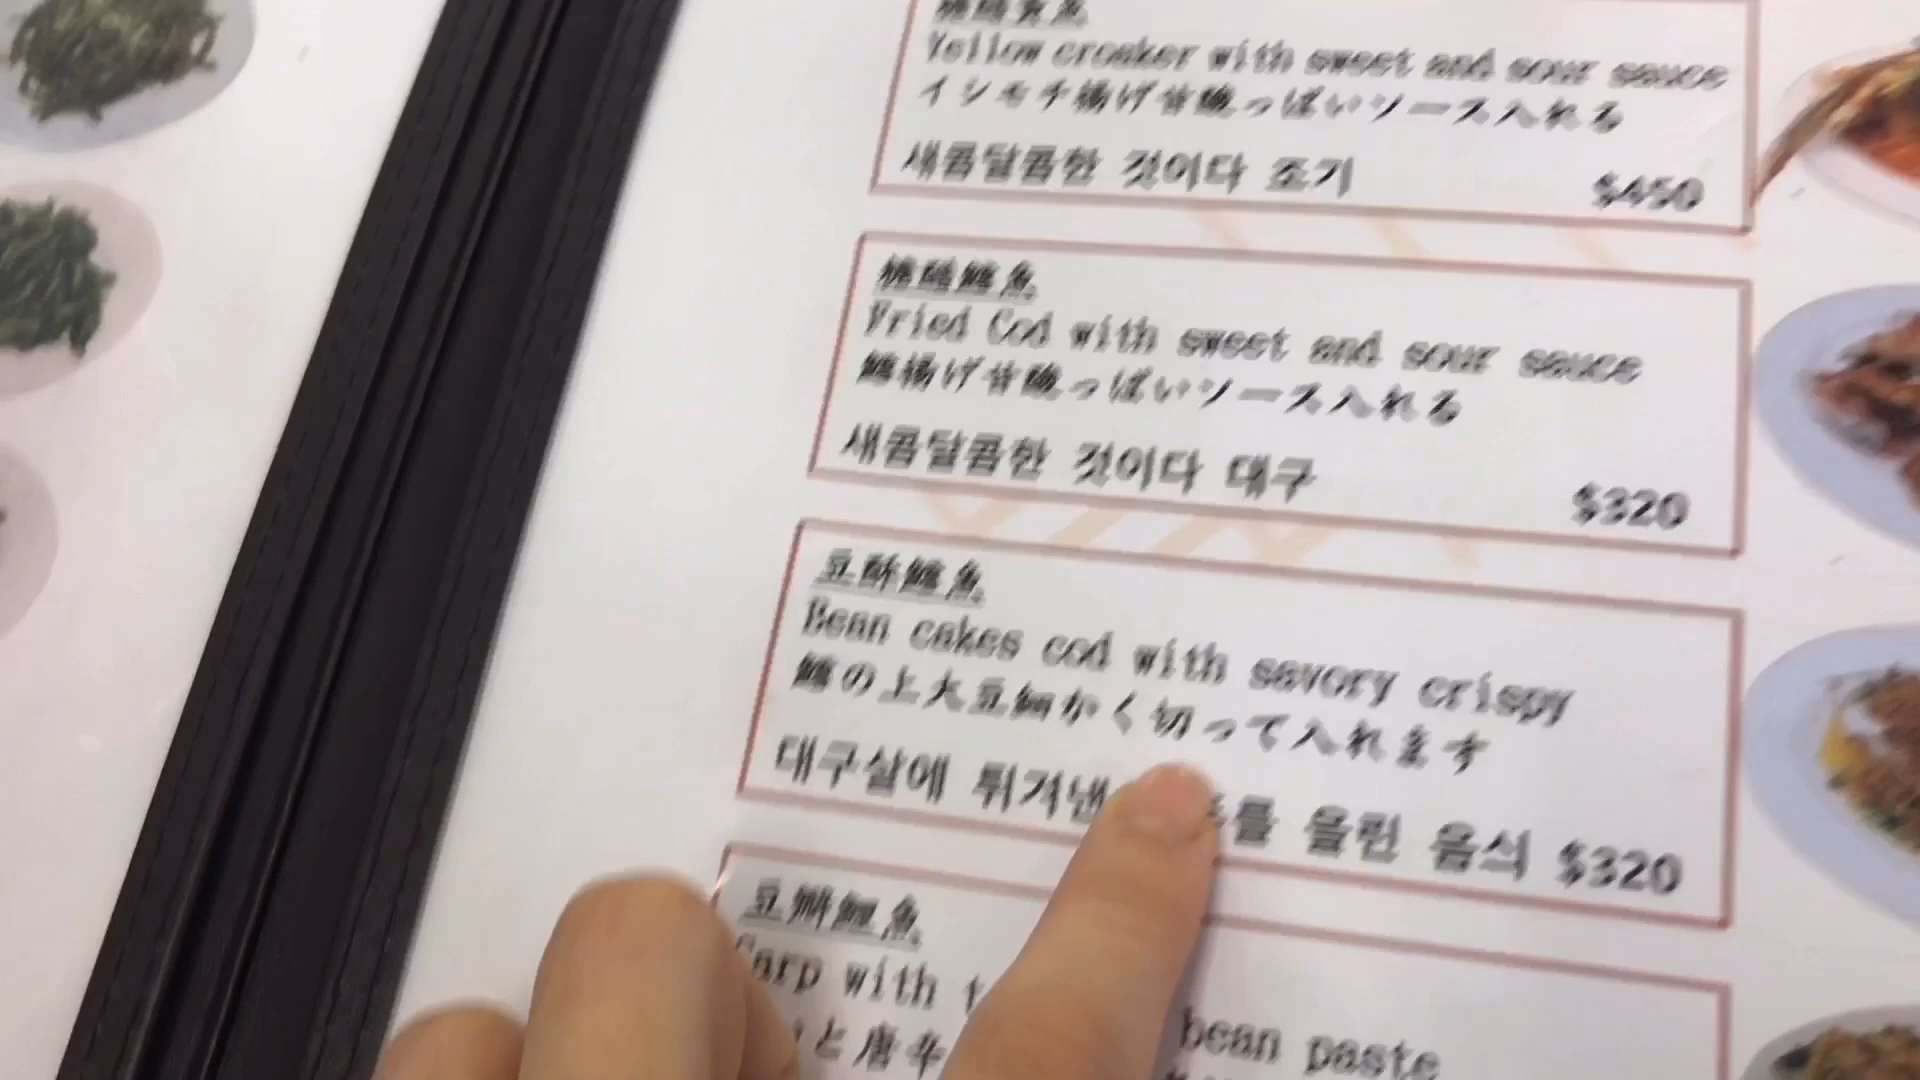 糖醋黃魚
Yellow croaker with sweet and sour sauce
イシモチ揚げ甘酸っぱいソース入れる
새콤달콤한 것이다 조기
$450
糖醋鱈魚
Fried Cod with sweet and sour sauce
鱈揚げ甘酸っぱいソース入れる
새콤달콤한 것이다 대구
$320
豆酥鱈魚
Bean cakes cod with savory crispy
鱈の上大豆細かく切って入れます
대구살에 튀겨낸 를 올린 음식 $320
豆瓣鯉魚
Carp with bean paste
と唐辛